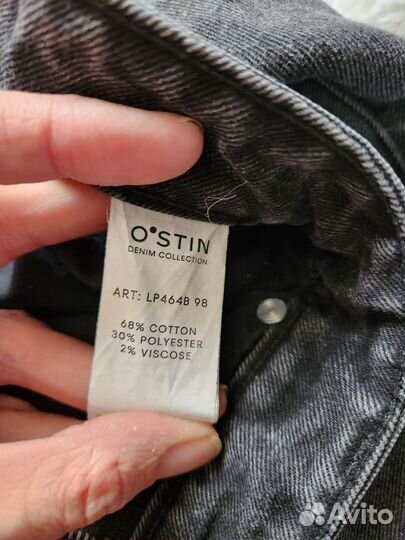 O'STIN
DENIM COLLECTION
ART: LP464B 98
68% COTTON
30% POLYESTER
2% VISCOSE
Avito